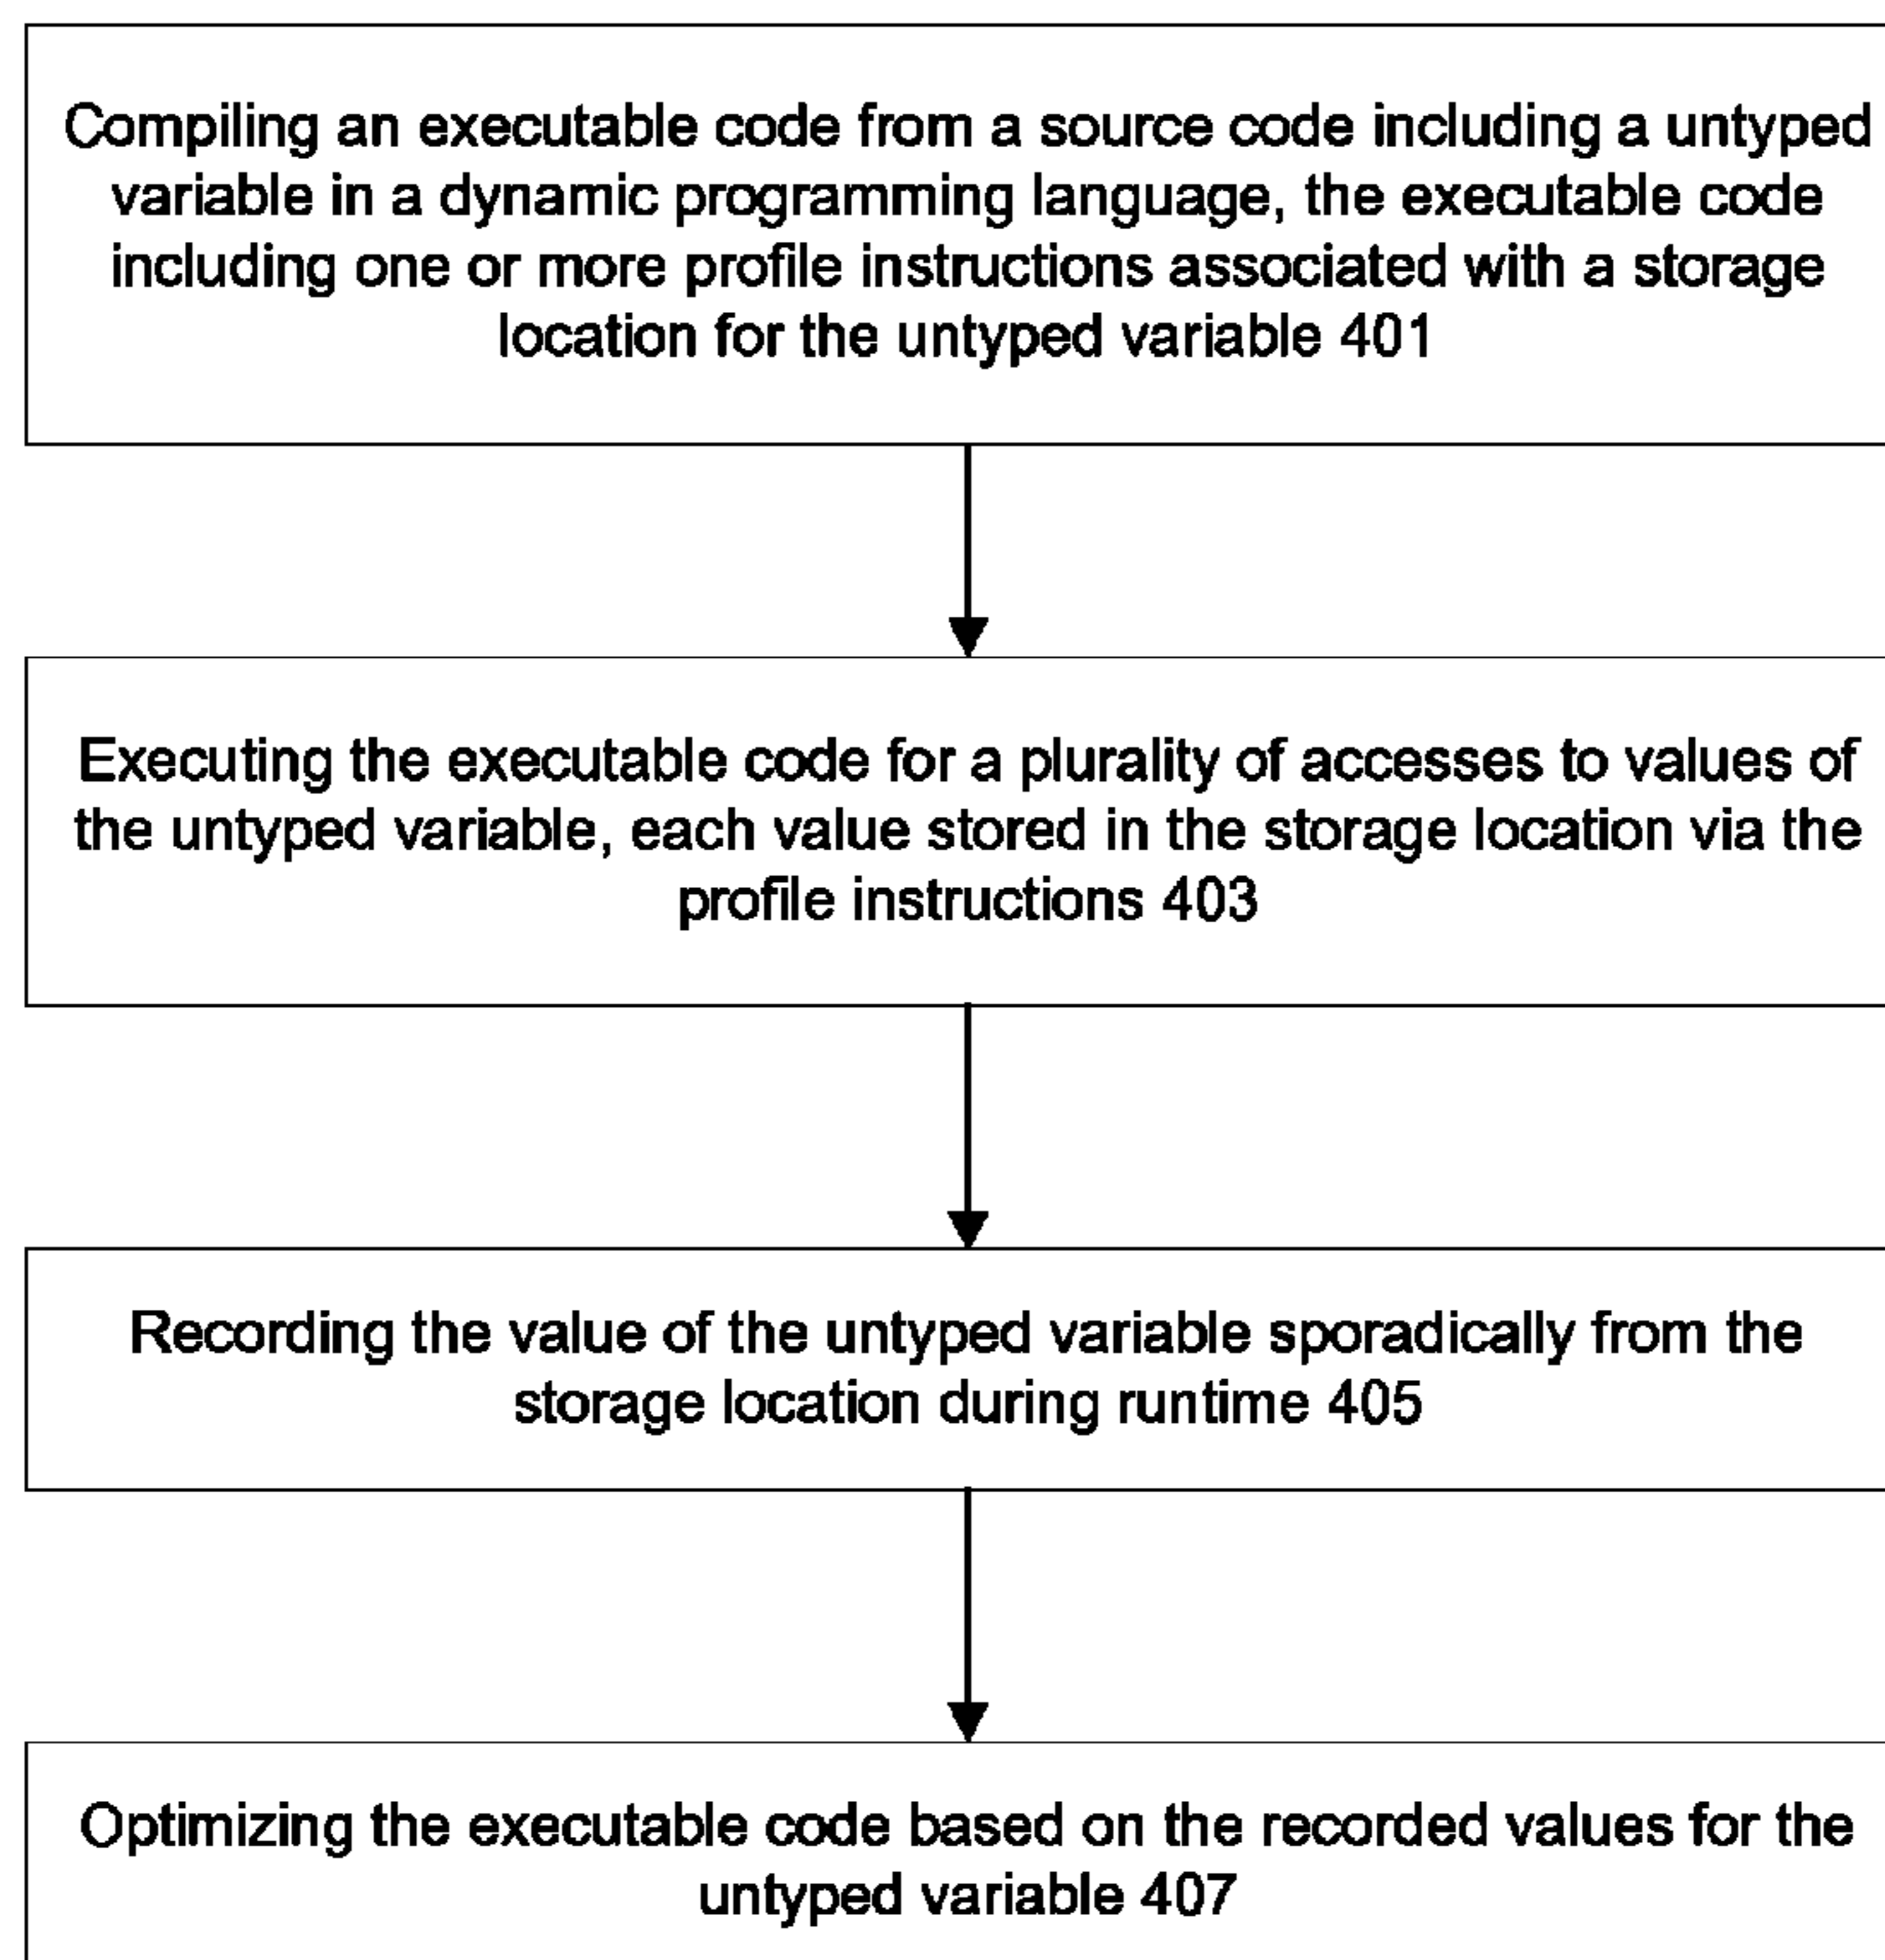 Compiling an executable code from a source code including a untyped
variable in a dynamic programming language, the executable code
including one or more profile instructions associated with a storage
location for the untyped variable 401
Executing the executable code for a plurality of accesses to values of
the untyped variable, each value stored in the storage location via the
profile instructions 403
Recording the value of the untyped variable sporadically from the
storage location during runtime 405
Optimizing the executable code based on the recorded values for the
untyped variable 407